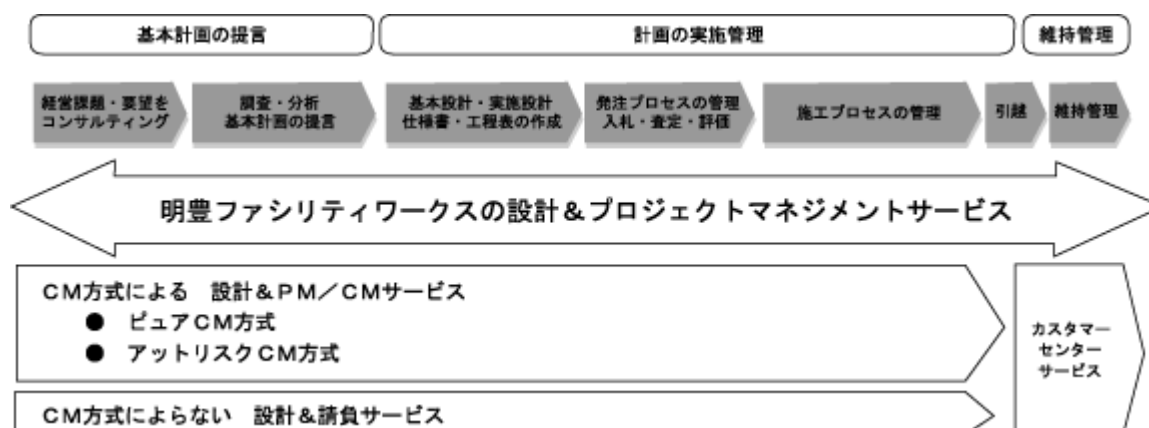 基本計画の提言
計画の実施管理
維持管理
経営課題・要望を
コンサルティング
調査・分析
基本計画の提言
基本設計・実施設計
仕様書・工程表の作成
発注プロセスの管理
入札・査定・評価
施工プロセスの管理
引越
維持管理
明豊ファシリティワークスの設計&プロジェクトマネジメントサービス
CM方式による 設計&PM/CMサービス
● ピュアCM方式
● アットリスクCM方式
カスタマー
センター
サービス
CM方式によらない 設計&請負サービス